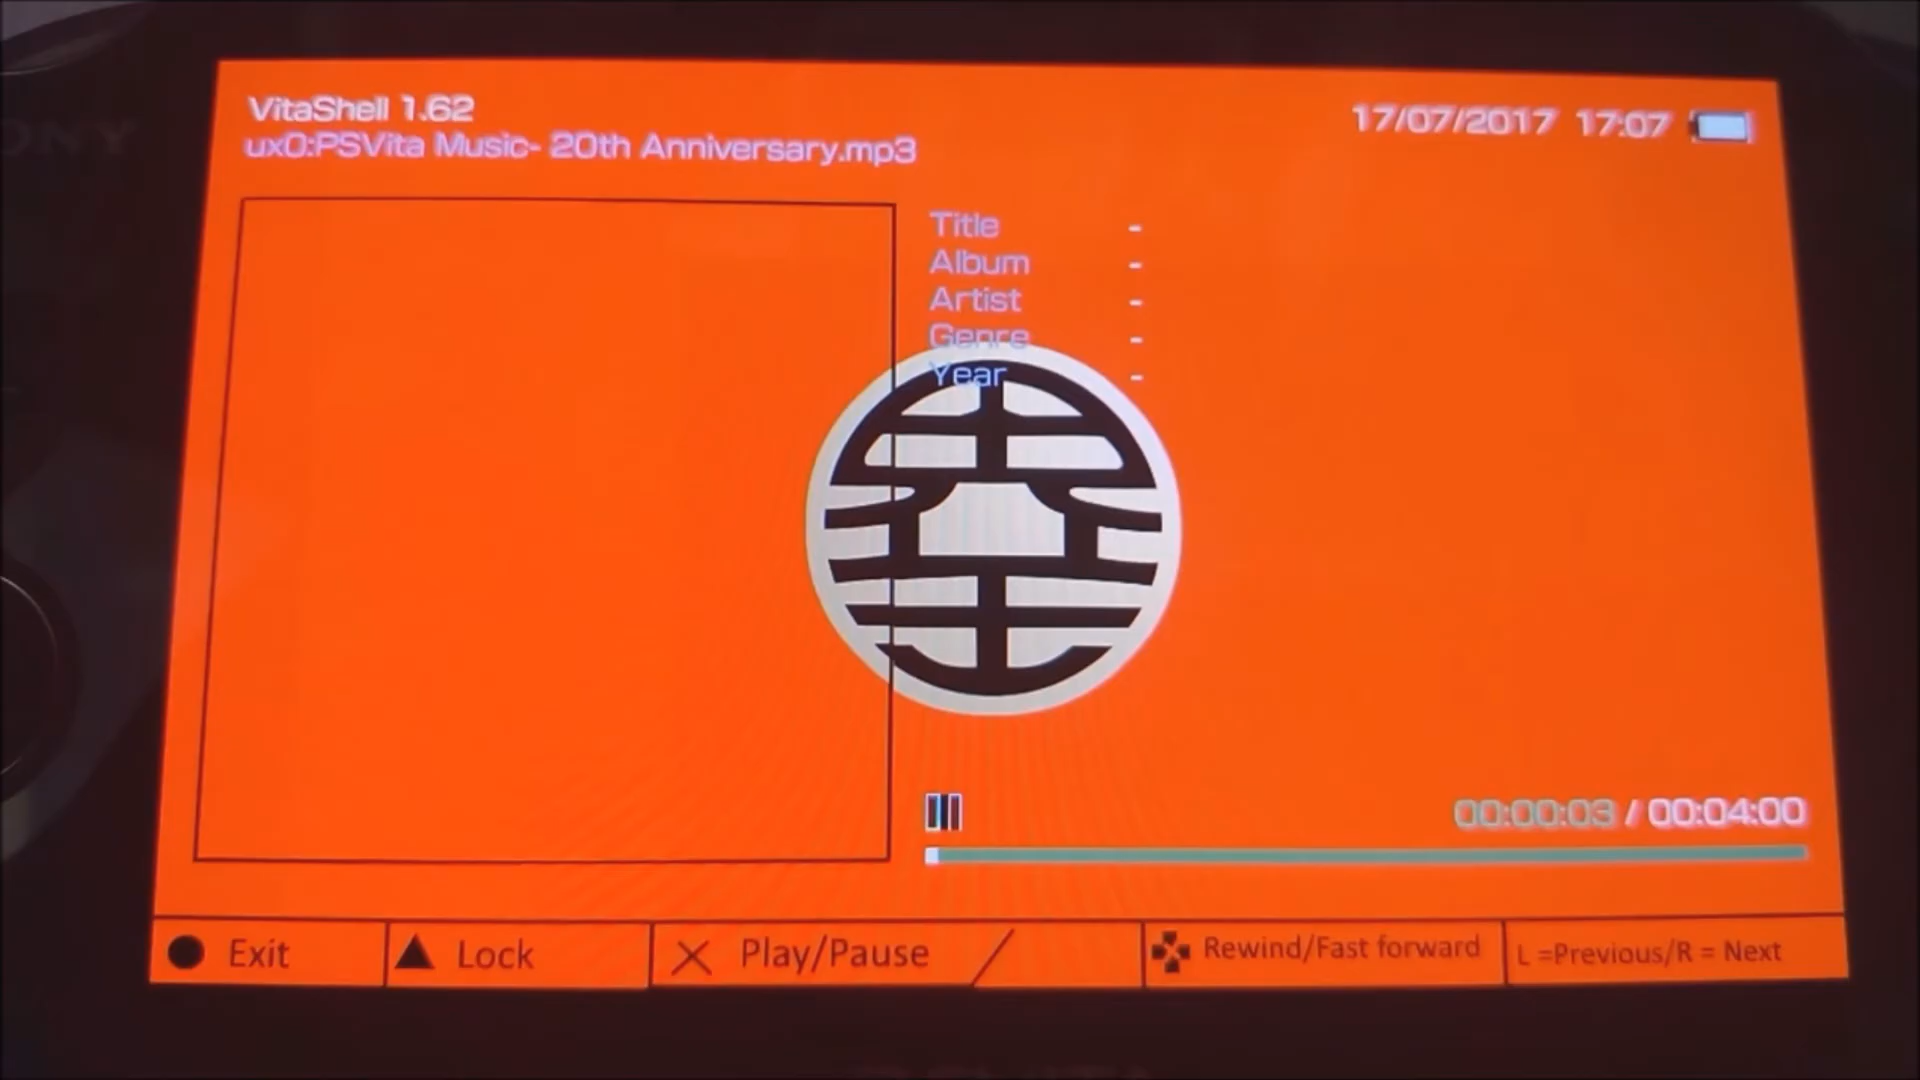 VitaShell 1.62
17/07/2017 17:07
ux0:PSVita Music- 20th Anniversary.mp3
Title -
Album -
Artist -
Genre -
Year -
00:00:03 / 00:04:00
Exit
Lock
Play/Pause
Rewind/Fast forward
L =Previous/R = Next